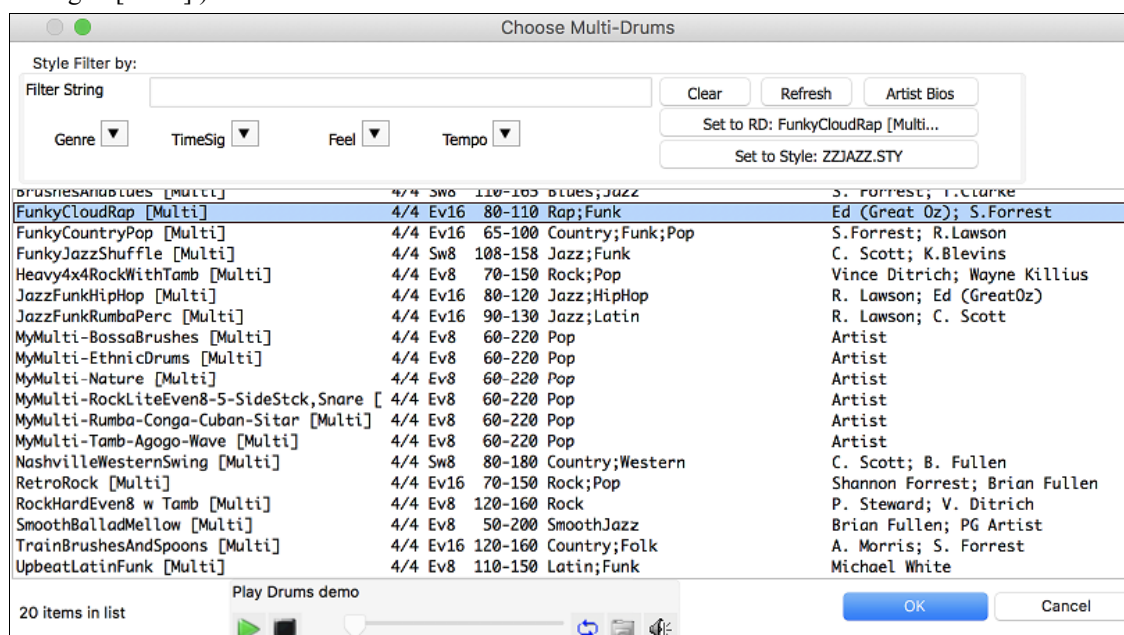 Choose Multi-Drums
Style Filter by:
Filter String
Clear Refresh Artist Bios
Set to RD: FunkyCloudRap [Multi...
Genre TimeSig Feel Tempo
Set to Style: ZZJAZZ.STY
BrushesAndBlues [Multi] 4/4 Sw8 110-165 Blues;Jazz S. Forrest; T.Clarke
FunkyCloudRap [Multi] 4/4 Ev16 80-110 Rap;Funk Ed (Great Oz); S.Forrest
FunkyCountryPop [Multi] 4/4 Ev16 65-100 Country;Funk;Pop S.Forrest; R.Lawson
FunkyJazzShuffle [Multi] 4/4 Sw8 108-158 Jazz;Funk C. Scott; K.Blevins
Heavy4x4RockWithTamb [Multi] 4/4 Ev8 70-150 Rock;Pop Vince Ditrich; Wayne Killius
JazzFunkHipHop [Multi] 4/4 Ev16 80-120 Jazz;HipHop R. Lawson; Ed (GreatOz)
JazzFunkRumbaPerc [Multi] 4/4 Ev16 90-130 Jazz;Latin R. Lawson; C. Scott
MyMulti-BossaBrushes [Multi] 4/4 Ev8 60-220 Pop Artist
MyMulti-EthnicDrums [Multi] 4/4 Ev8 60-220 Pop Artist
MyMulti-Nature [Multi] 4/4 Ev8 60-220 Pop Artist
MyMulti-RockLiteEven8-5-SideStck,Snare [ 4/4 Ev8 60-220 Pop Artist
MyMulti-Rumba-Conga-Cuban-Sitar [Multi] 4/4 Ev8 60-220 Pop Artist
MyMulti-Tamb-Agogo-Wave [Multi] 4/4 Ev8 60-220 Pop Artist
NashvilleWesternSwing [Multi] 4/4 Sw8 80-180 Country;Western C. Scott; B. Fullen
RetroRock [Multi] 4/4 Ev16 70-150 Rock;Pop Shannon Forrest; Brian Fullen
RockHardEven8 w Tamb [Multi] 4/4 Ev8 120-160 Rock P. Steward; V. Ditrich
SmoothBalladMellow [Multi] 4/4 Ev8 50-200 SmoothJazz Brian Fullen; PG Artist
TrainBrushesAndSpoons [Multi] 4/4 Ev16 120-160 Country;Folk A. Morris; S. Forrest
UpbeatLatinFunk [Multi] 4/4 Ev8 110-150 Latin;Funk Michael White
Play Drums demo
20 items in list
OK Cancel